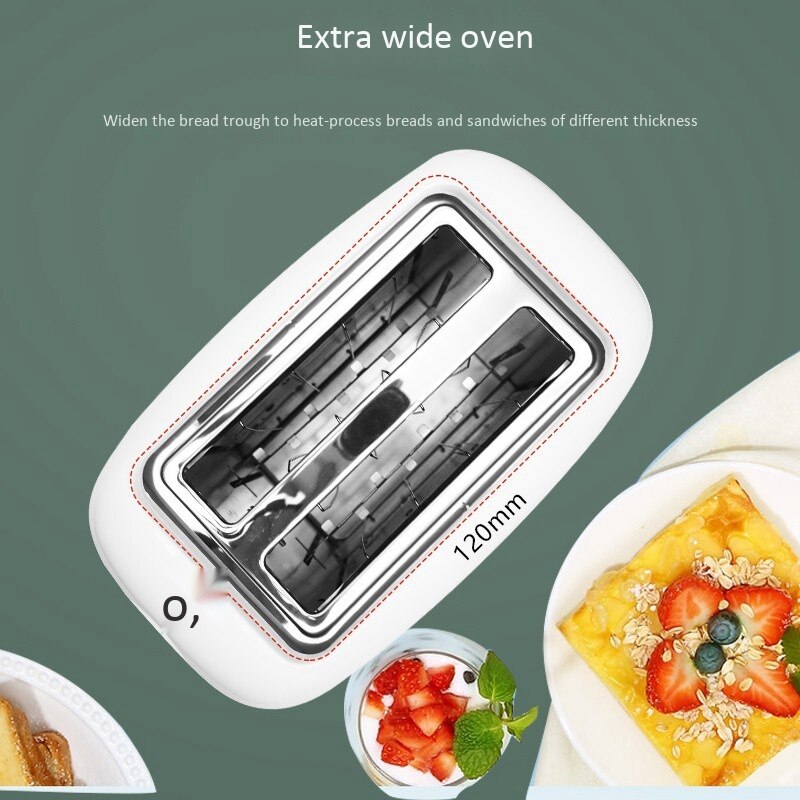 Extra wide oven
Widen the bread trough to heat-process breads and sandwiches of different thickness
120mm
O,